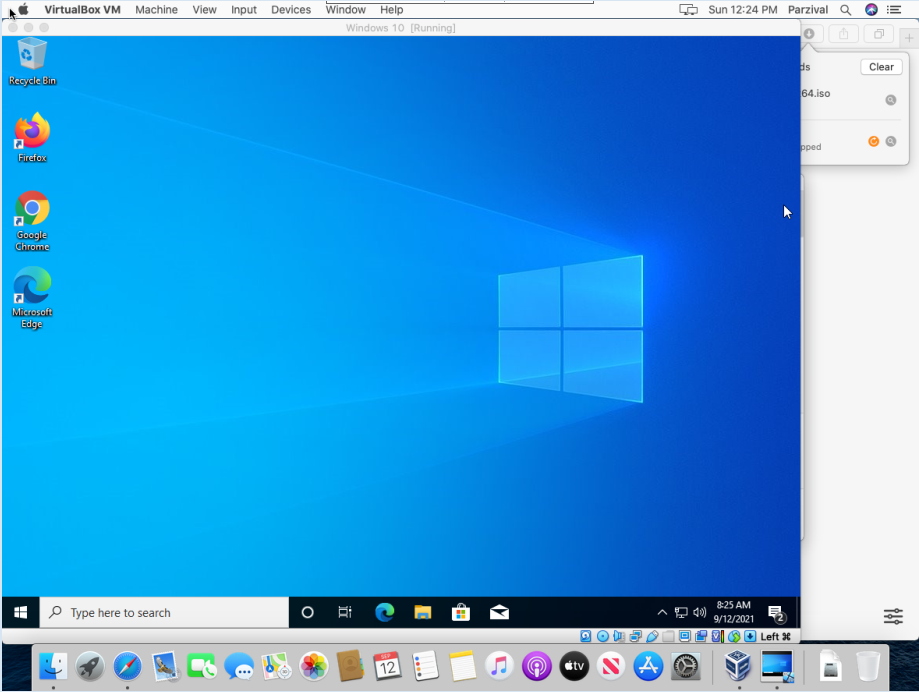 VirtualBox VM Machine View Input Devices Window Help Sun 12:24 PM Parzival
Windows 10 [Running]
ds Clear
64.iso
pped
Recycle Bin
Firefox
Google
Chrome
Microsoft
Edge
Type here to search
8:25 AM
9/12/2021
2
Left ⌘
SEP
12
tv